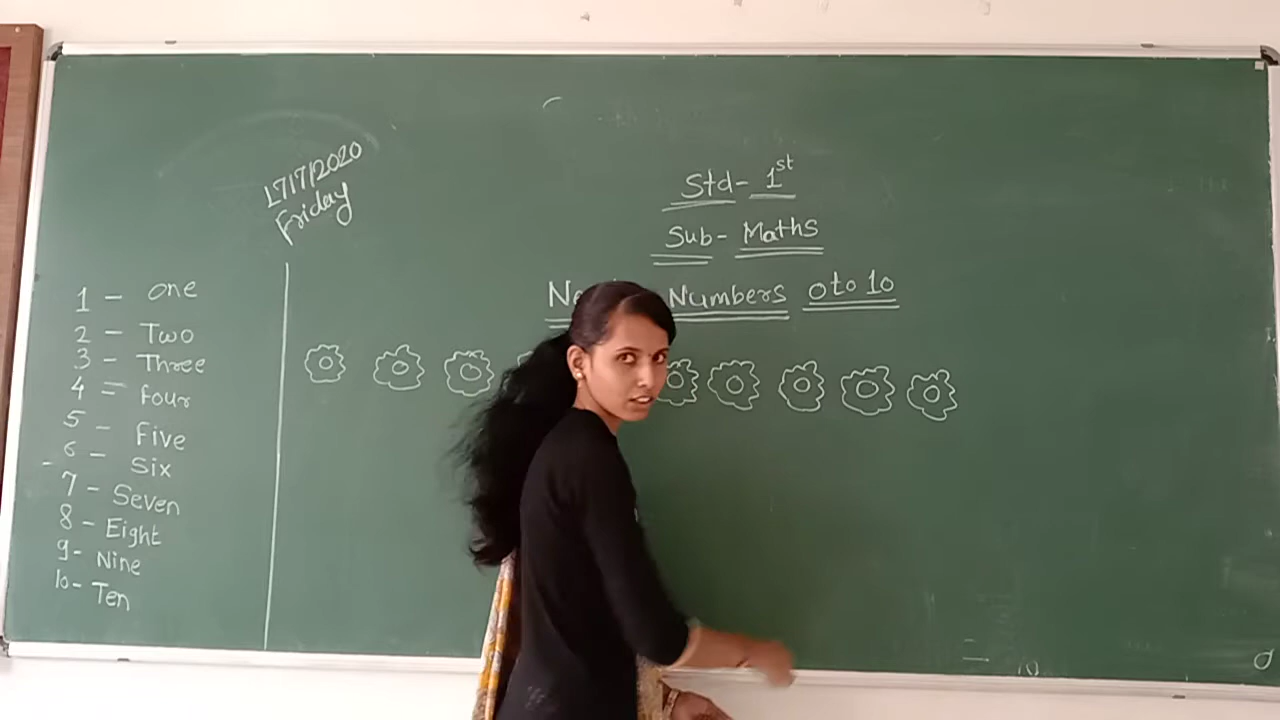 17/7/2020
Friday
Std- 1st
Sub- Maths
Numbers 0 to 10
1 - One
2 - Two
3 - Three
4 - Four
5 - Five
6 - Six
7 - Seven
8 - Eight
9 - Nine
10 - Ten